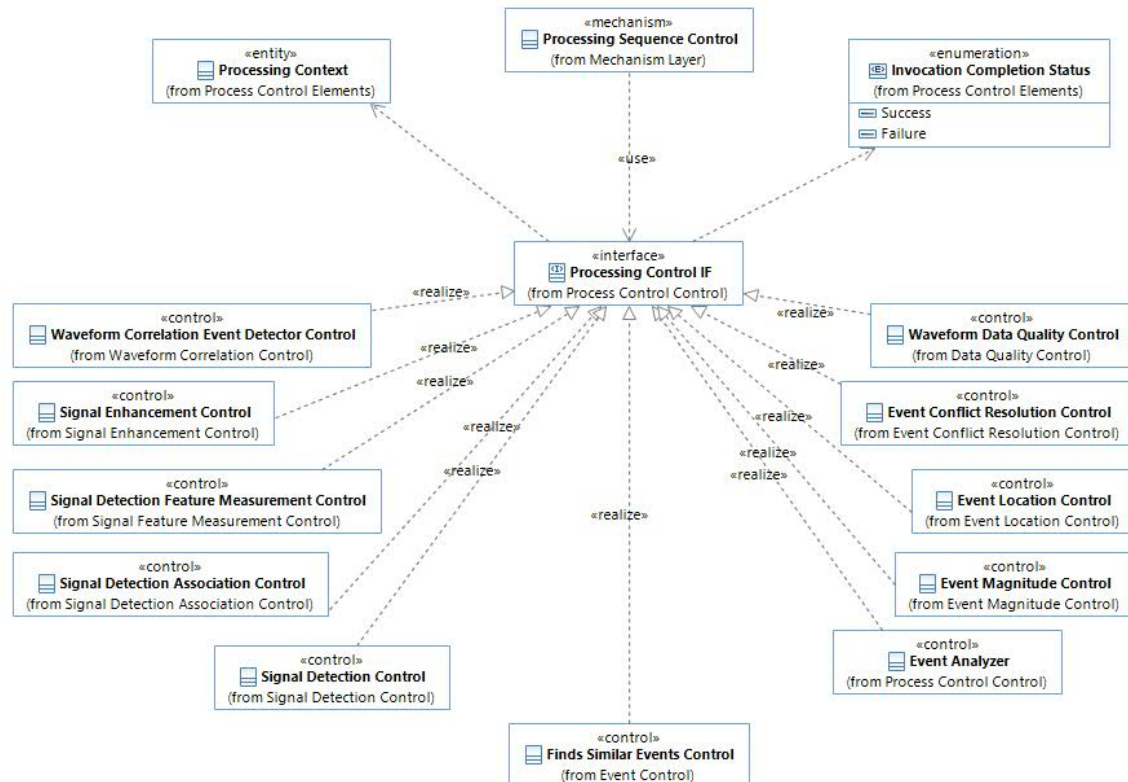 «mechanism»
Processing Sequence Control
(from Mechanism Layer)
«entity»
Processing Context
(from Process Control Elements)
«enumeration»
Invocation Completion Status
(from Process Control Elements)
Success
Failure
«use»
«interface»
Processing Control IF
(from Process Control Control)
«realize»
«realize»
«realize»
«realize»
«realize»
«realize»
«realize»
«realize»
«realize»
«realize»
«realize»
«control»
Waveform Correlation Event Detector Control
(from Waveform Correlation Control)
«control»
Waveform Data Quality Control
(from Data Quality Control)
«control»
Signal Enhancement Control
(from Signal Enhancement Control)
«control»
Event Conflict Resolution Control
(from Event Conflict Resolution Control)
«control»
Signal Detection Feature Measurement Control
(from Signal Feature Measurement Control)
«control»
Event Location Control
(from Event Location Control)
«control»
Signal Detection Association Control
(from Signal Detection Association Control)
«control»
Event Magnitude Control
(from Event Magnitude Control)
«control»
Signal Detection Control
(from Signal Detection Control)
«control»
Event Analyzer
(from Process Control Control)
«control»
Finds Similar Events Control
(from Event Control)